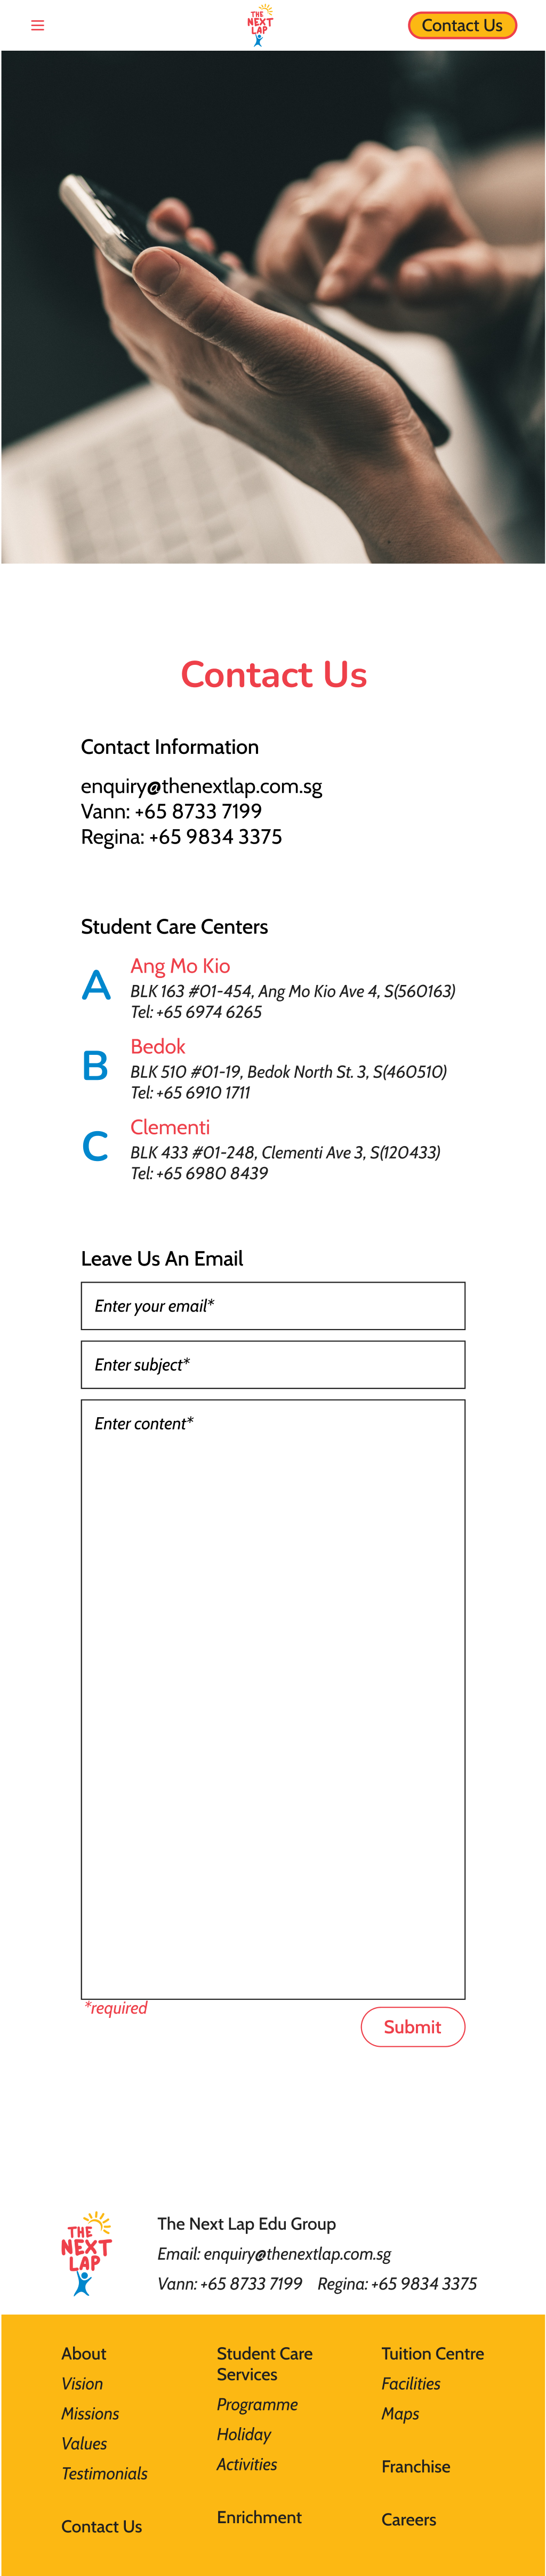 THE
NEXT
LAP
Contact Us
Contact Us
Contact Information
enquiry@thenextlap.com.sg
Vann: +65 8733 7199
Regina: +65 9834 3375
Student Care Centers
A
Ang Mo Kio
BLK 163 #01-454, Ang Mo Kio Ave 4, S(560163)
Tel: +65 6974 6265
B
Bedok
BLK 510 #01-19, Bedok North St. 3, S(460510)
Tel: +65 6910 1711
C
Clementi
BLK 433 #01-248, Clementi Ave 3, S(120433)
Tel: +65 6980 8439
Leave Us An Email
Enter your email*
Enter subject*
Enter content*
*required
Submit
THE
NEXT
LAP
The Next Lap Edu Group
Email: enquiry@thenextlap.com.sg
Vann: +65 8733 7199 Regina: +65 9834 3375
About
Vision
Missions
Values
Testimonials
Contact Us
Student Care
Services
Programme
Holiday
Activities
Enrichment
Tuition Centre
Facilities
Maps
Franchise
Careers